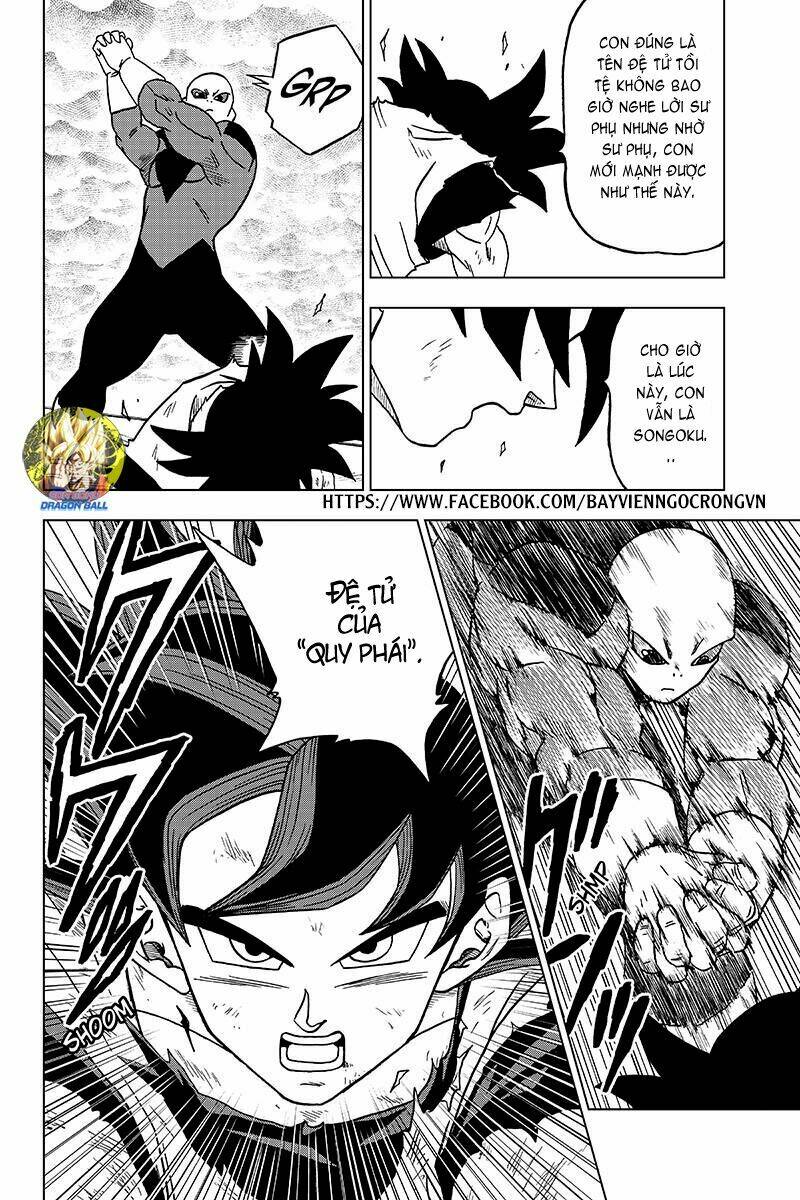 CON ĐÚNG LÀ
TÊN ĐỆ TỬ TỒI
TỆ KHÔNG BAO
GIỜ NGHE LỜI SƯ
PHỤ NHƯNG NHỜ
SƯ PHỤ, CON
MỚI MẠNH ĐƯỢC
NHƯ THẾ NÀY.
GRP
CHO GIỜ
LÀ LÚC
NÀY, CON
VẪN LÀ
SONGOKU.
..
DRAGON BALL
HTTPS://WWW.FACEBOOK.COM/BAYVIENNGOCRONGVN
ĐỆ TỬ
CỦA
"QUY PHÁI".
SHMP
SHOOM